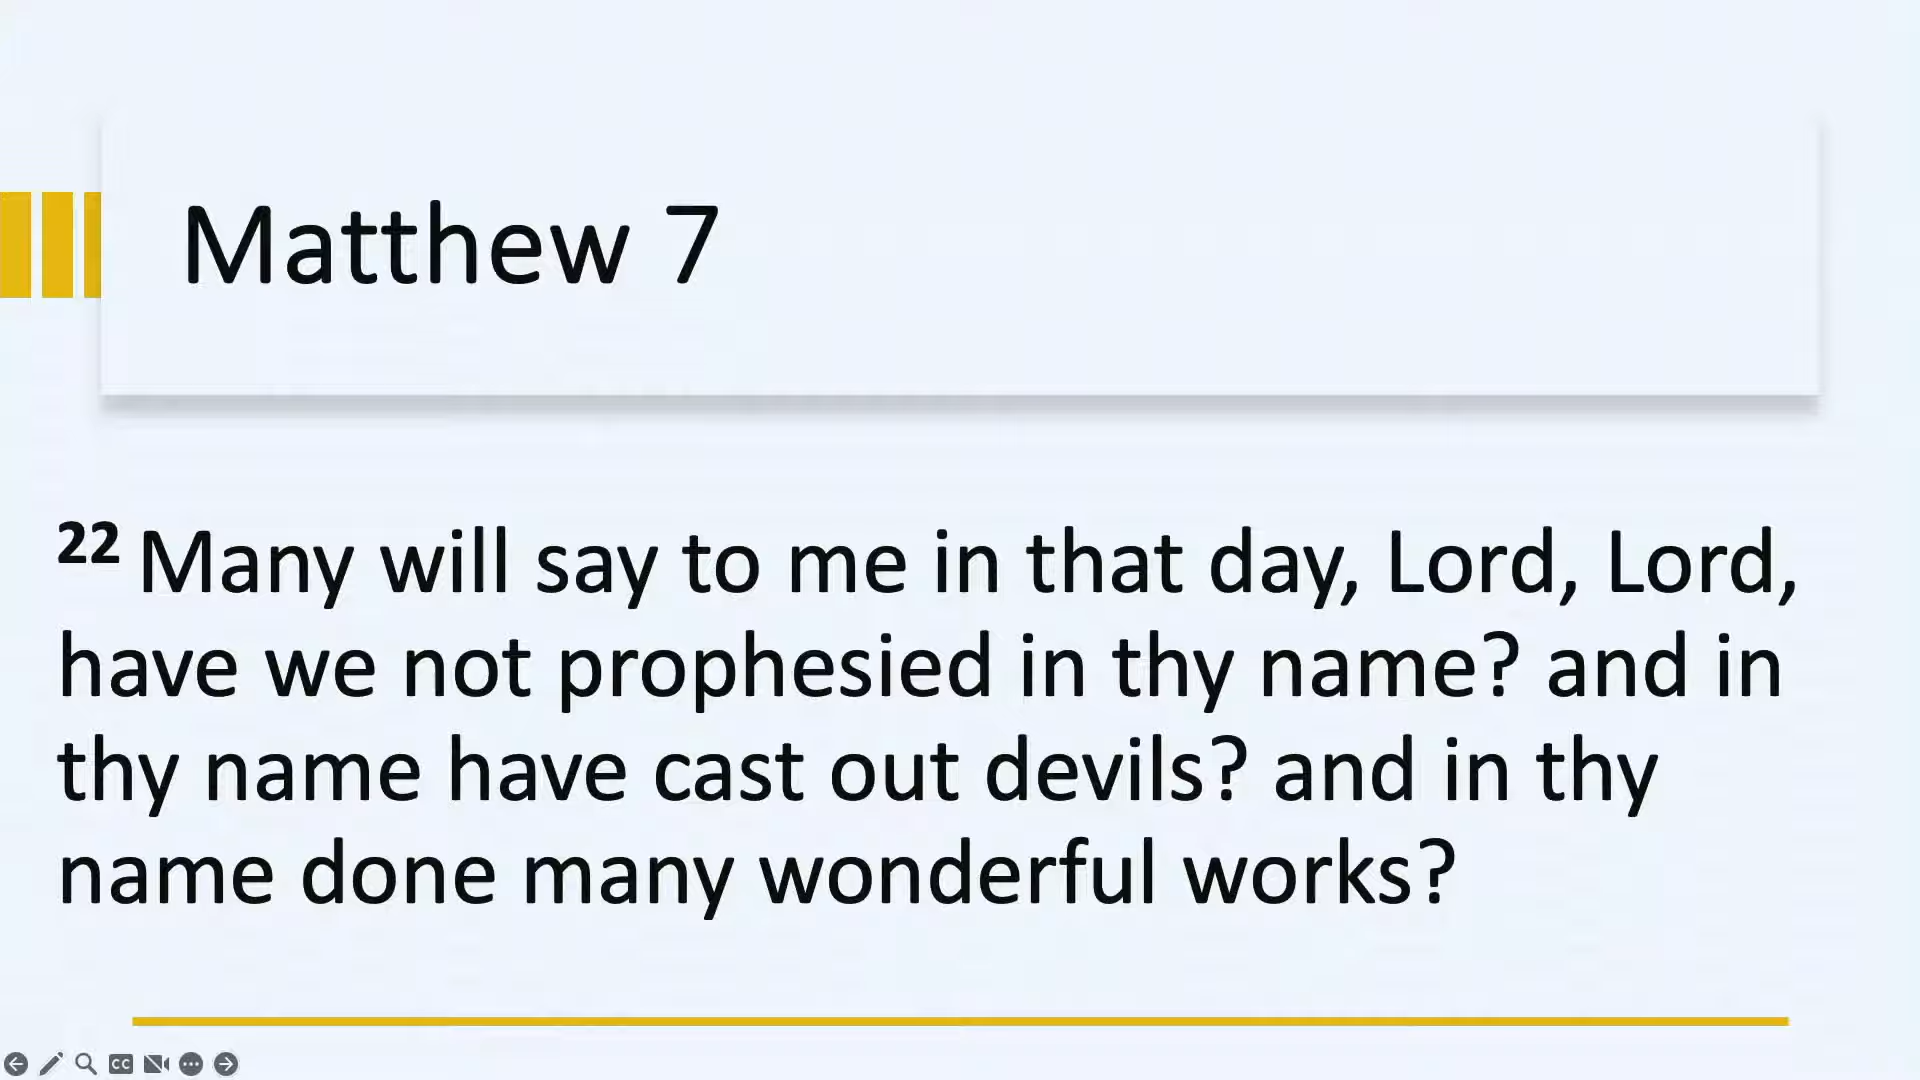 Matthew 7
22 Many will say to me in that day, Lord, Lord,
have we not prophesied in thy name? and in
thy name have cast out devils? and in thy
name done many wonderful works?
CC